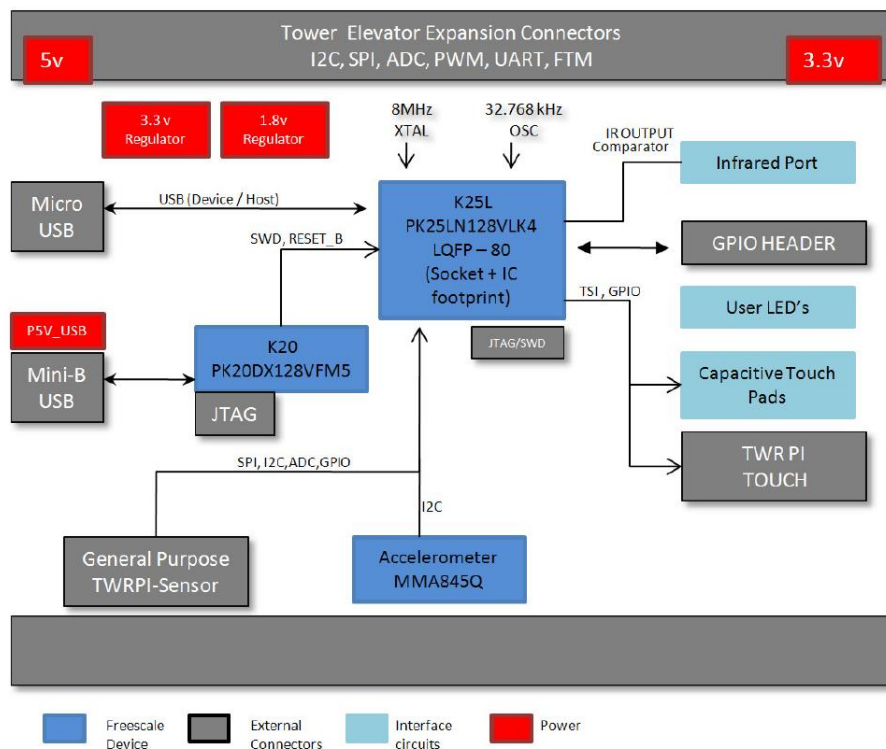 Tower Elevator Expansion Connectors
I2C, SPI, ADC, PWM, UART, FTM
5v
3.3v
3.3 v
Regulator
1.8v
Regulator
8MHz
XTAL
32.768 kHz
OSC
IR OUTPUT
Comparator
Infrared Port
Micro
USB
USB (Device / Host)
K25L
PK25LN128VLK4
LQFP – 80
(Socket + IC
footprint)
GPIO HEADER
SWD, RESET_B
TSI , GPIO
User LED's
P5V_USB
Mini-B
USB
K20
PK20DX128VFM5
JTAG
JTAG/SWD
Capacitive Touch
Pads
TWR PI
TOUCH
SPI, I2C,ADC,GPIO
I2C
General Purpose
TWRPI-Sensor
Accelerometer
MMA845Q
Freescale
Device
External
Connectors
Interface
circuits
Power